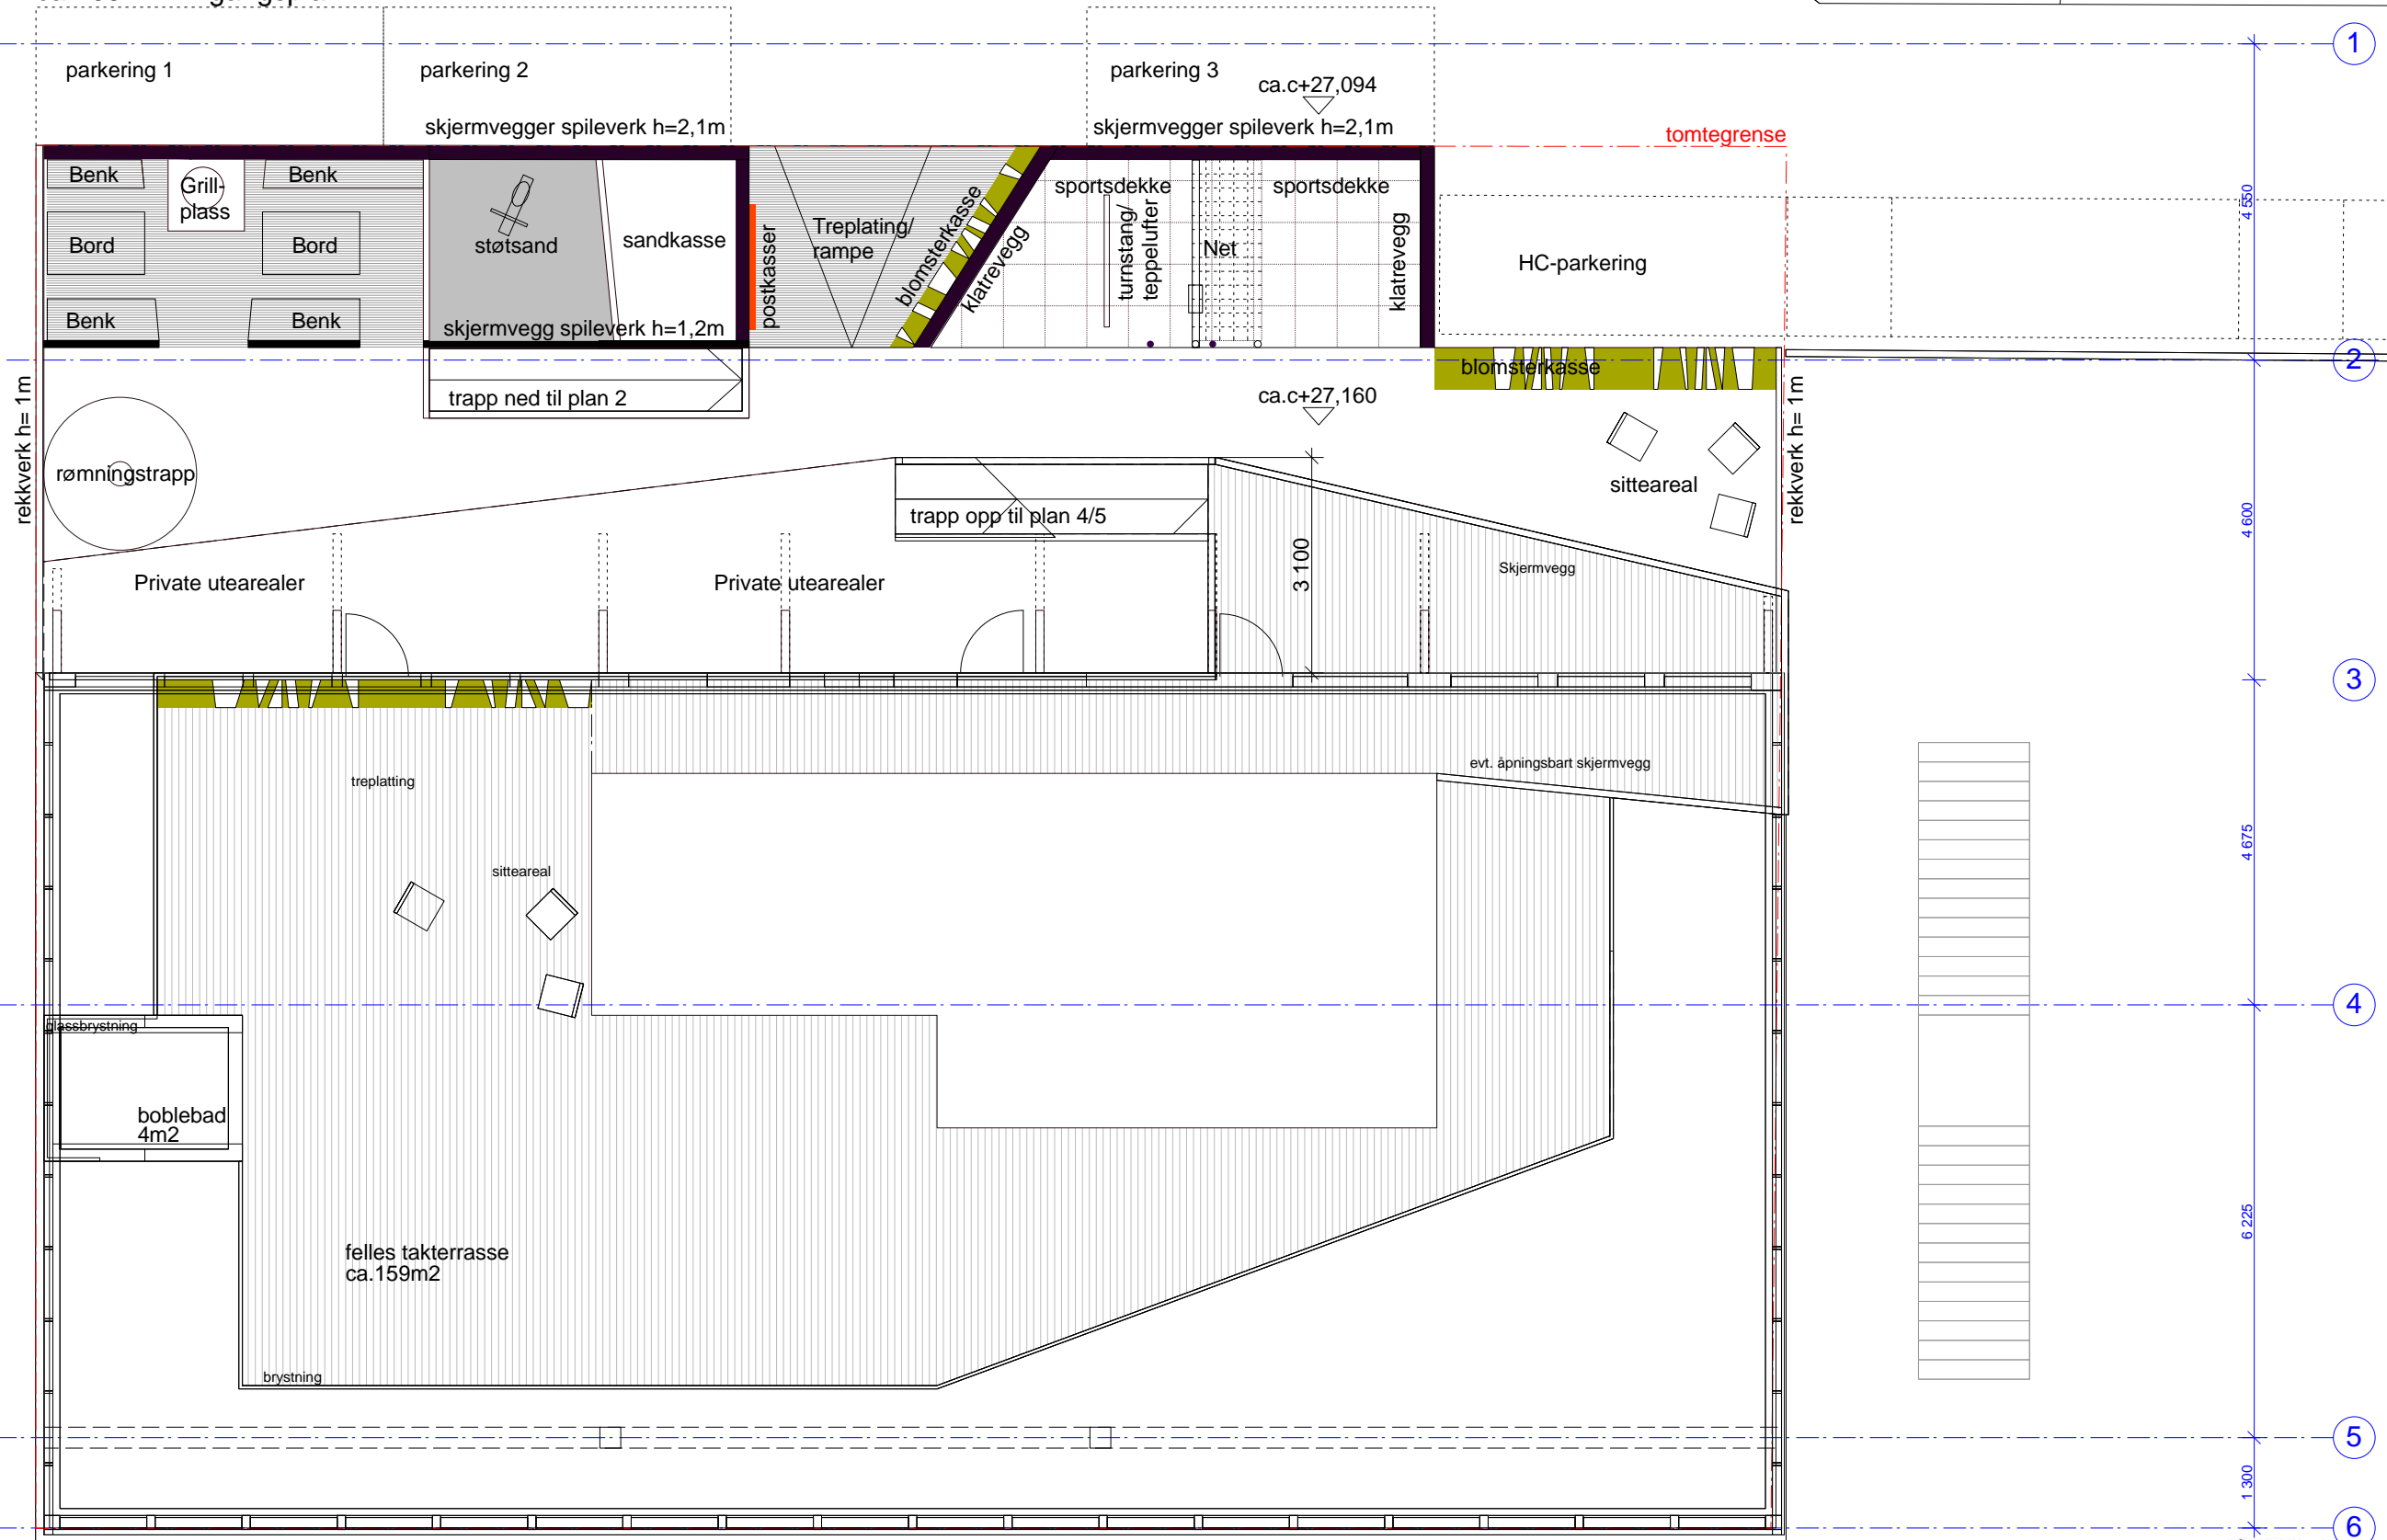 1
parkering 1
parkering 2
parkering 3
ca.c+27,094
skjermvegger spileverk h=2,1m
skjermvegger spileverk h=2,1m
tomtegrense
Benk
Grill-
plass
Benk
Bord
Bord
Benk
Benk
støtsand
sandkasse
skjermvegg spileverk h=1,2m
postkasser
Treplating/
rampe
blomsterkasse
klatrevegg
sportsdekke
turnstang/
teppelufter
Net
sportsdekke
klatrevegg
HC-parkering
4 550
2
blomsterkasse
trapp ned til plan 2
ca.c+27,160
rekkverk h= 1m
rømningstrapp
sitteareal
rekkverk h= 1m
trapp opp til plan 4/5
4 600
3 100
Skjermvegg
Private utearealer
Private utearealer
3
evt. åpningsbart skjermvegg
treplatting
4 675
sitteareal
4
glassbrystning
boblebad
4m2
6 225
felles takterrasse
ca.159m2
brystning
5
1 300
6